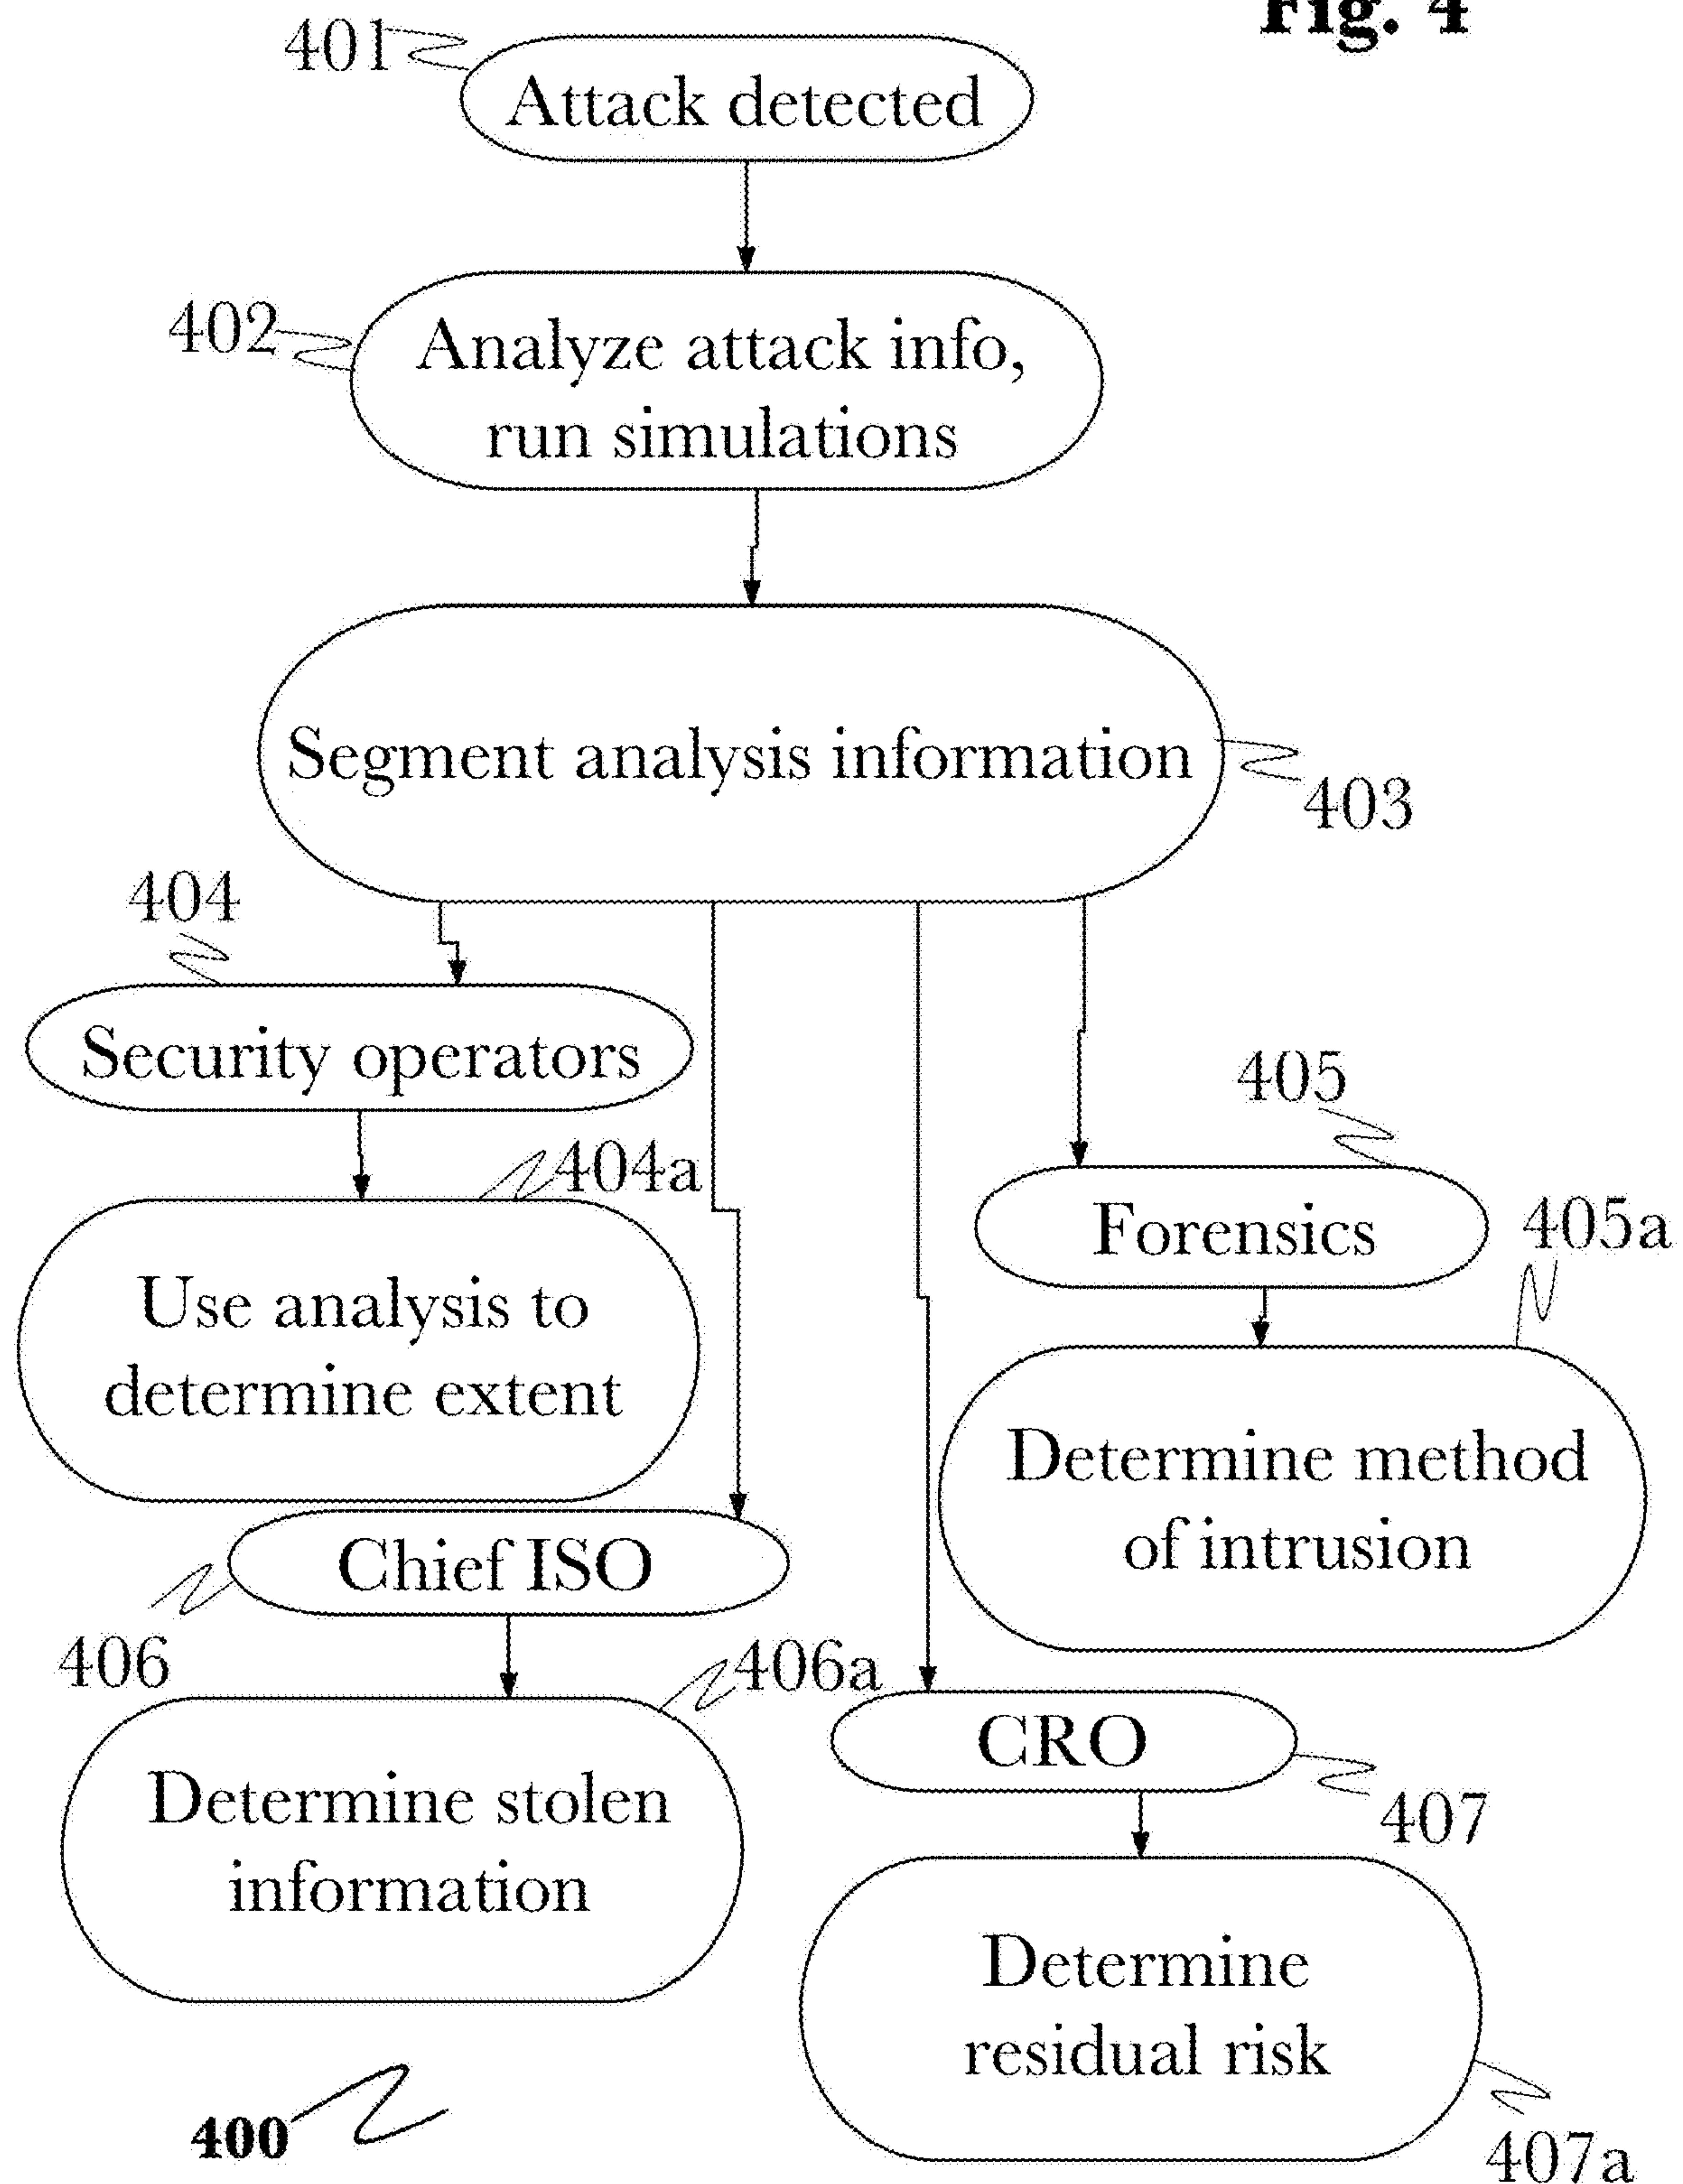 Fig. 4
401
Attack detected
402
Analyze attack info,
run simulations
Segment analysis information
403
404
Security operators
404a
Use analysis to
determine extent
405
Forensics
405a
Determine method
of intrusion
Chief ISO
406
406a
Determine stolen
information
CRO
407
Determine
residual risk
407a
400